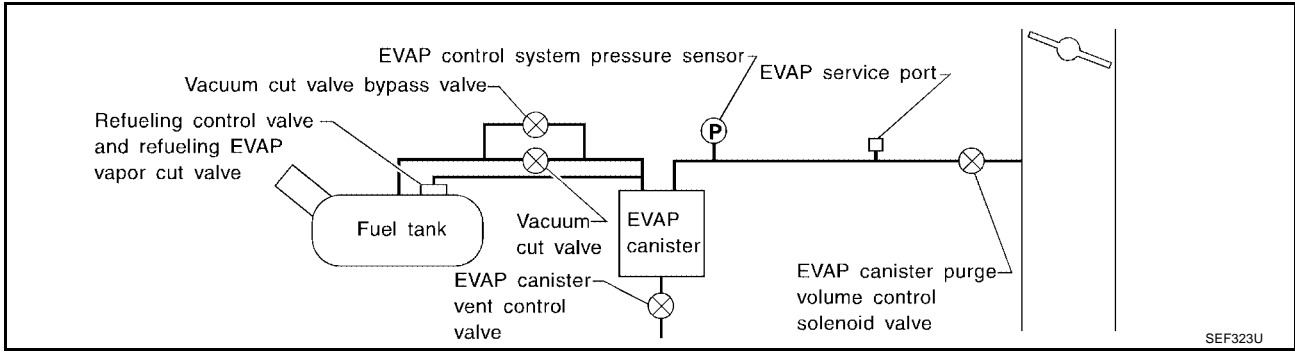 EVAP control system pressure sensor
EVAP service port
Vacuum cut valve bypass valve
Refueling control valve
and refueling EVAP
vapor cut valve
P
Fuel tank
Vacuum
cut valve
EVAP
canister
EVAP canister
vent control
valve
EVAP canister purge
volume control
solenoid valve
SEF323U